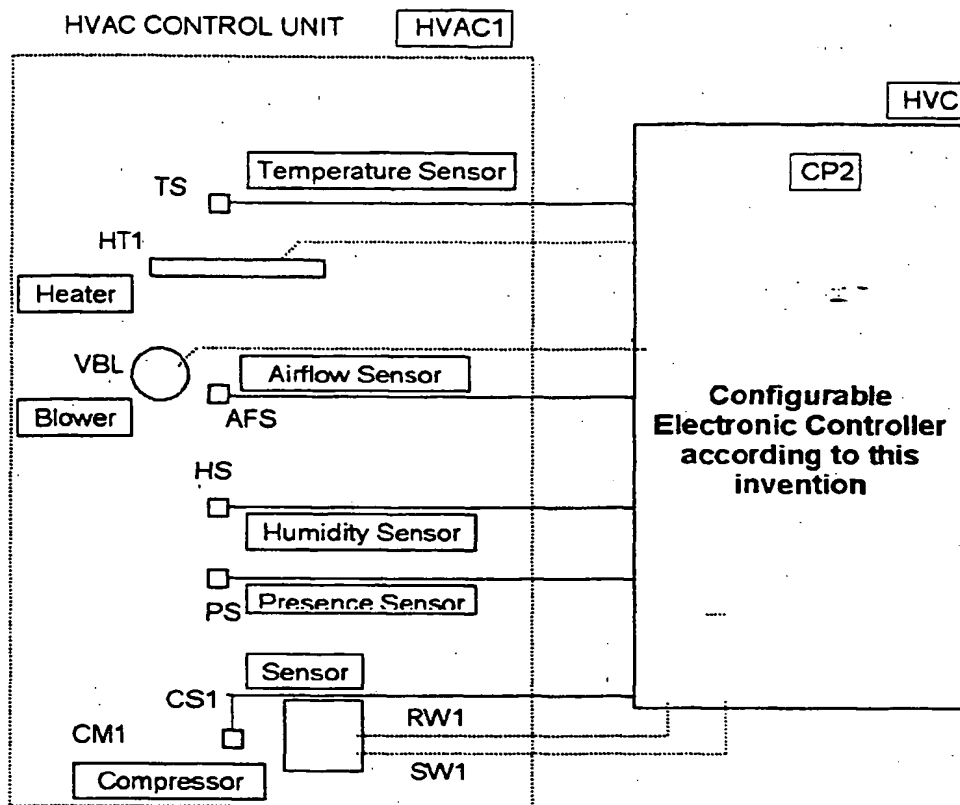 HVAC CONTROL UNIT HVAC1
HVC
CP2
TS Temperature Sensor
HT1
Heater
VBL Airflow Sensor
Blower AFS
Configurable
Electronic Controller
according to this
invention
HS
Humidity Sensor
PS Presence Sensor
Sensor
CS1 RW1
CM1
SW1
Compressor